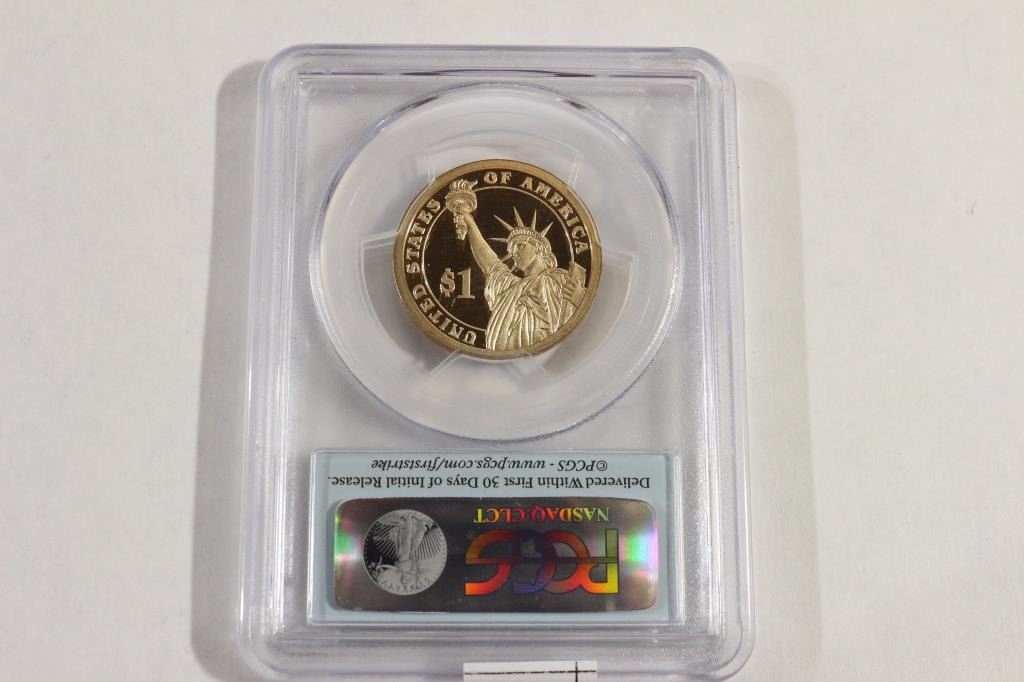 UNITED STATES OF AMERICA
$1
Delivered Within First 30 Days of Initial Release.
©PCGS - www.pcgs.com/firststrike
PCGS®
NASDAQ:CLCT